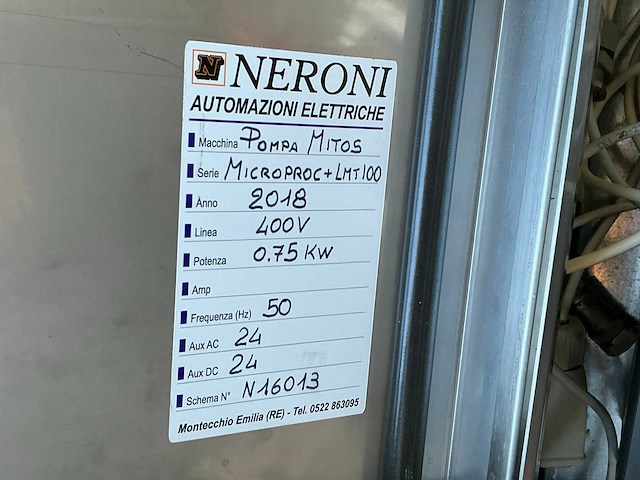 N NERONI
AUTOMAZIONI ELETTRICHE
Macchina POMPA MITOS
Serie MICROPROC+LMT100
Anno 2018
Linea 400V
Potenza 0.75 KW
Amp
Frequenza (Hz) 50
Aux AC 24
Aux DC 24
Schema N° N16013
Montecchio Emilia (RE) - Tel. 0522 863095